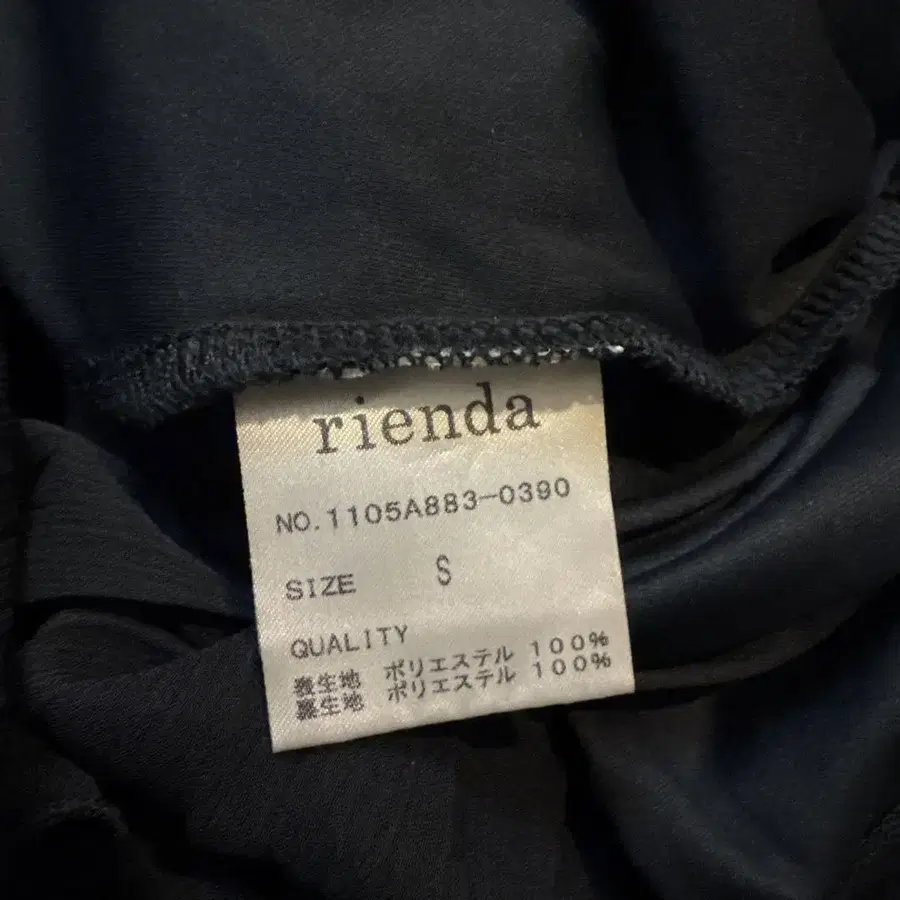 rienda
NO.1105A883-0390
SIZE S
QUALITY
表生地 ポリエステル 100%
裏生地 ポリエステル 100%